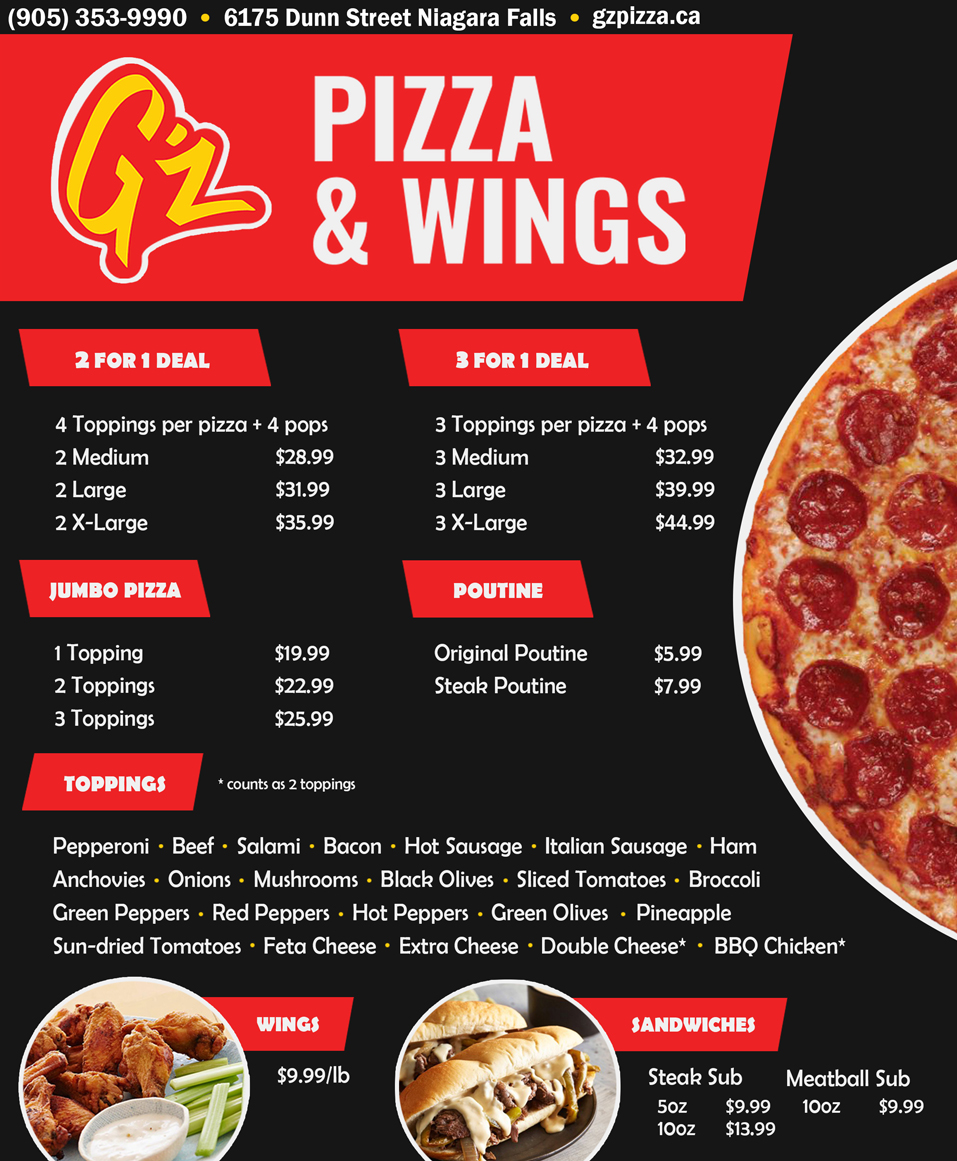 (905) 353-9990 • 6175 Dunn Street Niagara Falls • gzpizza.ca
G'z
PIZZA
& WINGS
2 FOR 1 DEAL
4 Toppings per pizza + 4 pops
2 Medium $28.99
2 Large $31.99
2 X-Large $35.99
3 FOR 1 DEAL
3 Toppings per pizza + 4 pops
3 Medium $32.99
3 Large $39.99
3 X-Large $44.99
JUMBO PIZZA
1 Topping $19.99
2 Toppings $22.99
3 Toppings $25.99
POUTINE
Original Poutine $5.99
Steak Poutine $7.99
TOPPINGS * counts as 2 toppings
Pepperoni • Beef • Salami • Bacon • Hot Sausage • Italian Sausage • Ham
Anchovies • Onions • Mushrooms • Black Olives • Sliced Tomatoes • Broccoli
Green Peppers • Red Peppers • Hot Peppers • Green Olives • Pineapple
Sun-dried Tomatoes • Feta Cheese • Extra Cheese • Double Cheese* • BBQ Chicken*
WINGS
$9.99/lb
SANDWICHES
Steak Sub
5oz $9.99
10oz $13.99
Meatball Sub
10oz $9.99